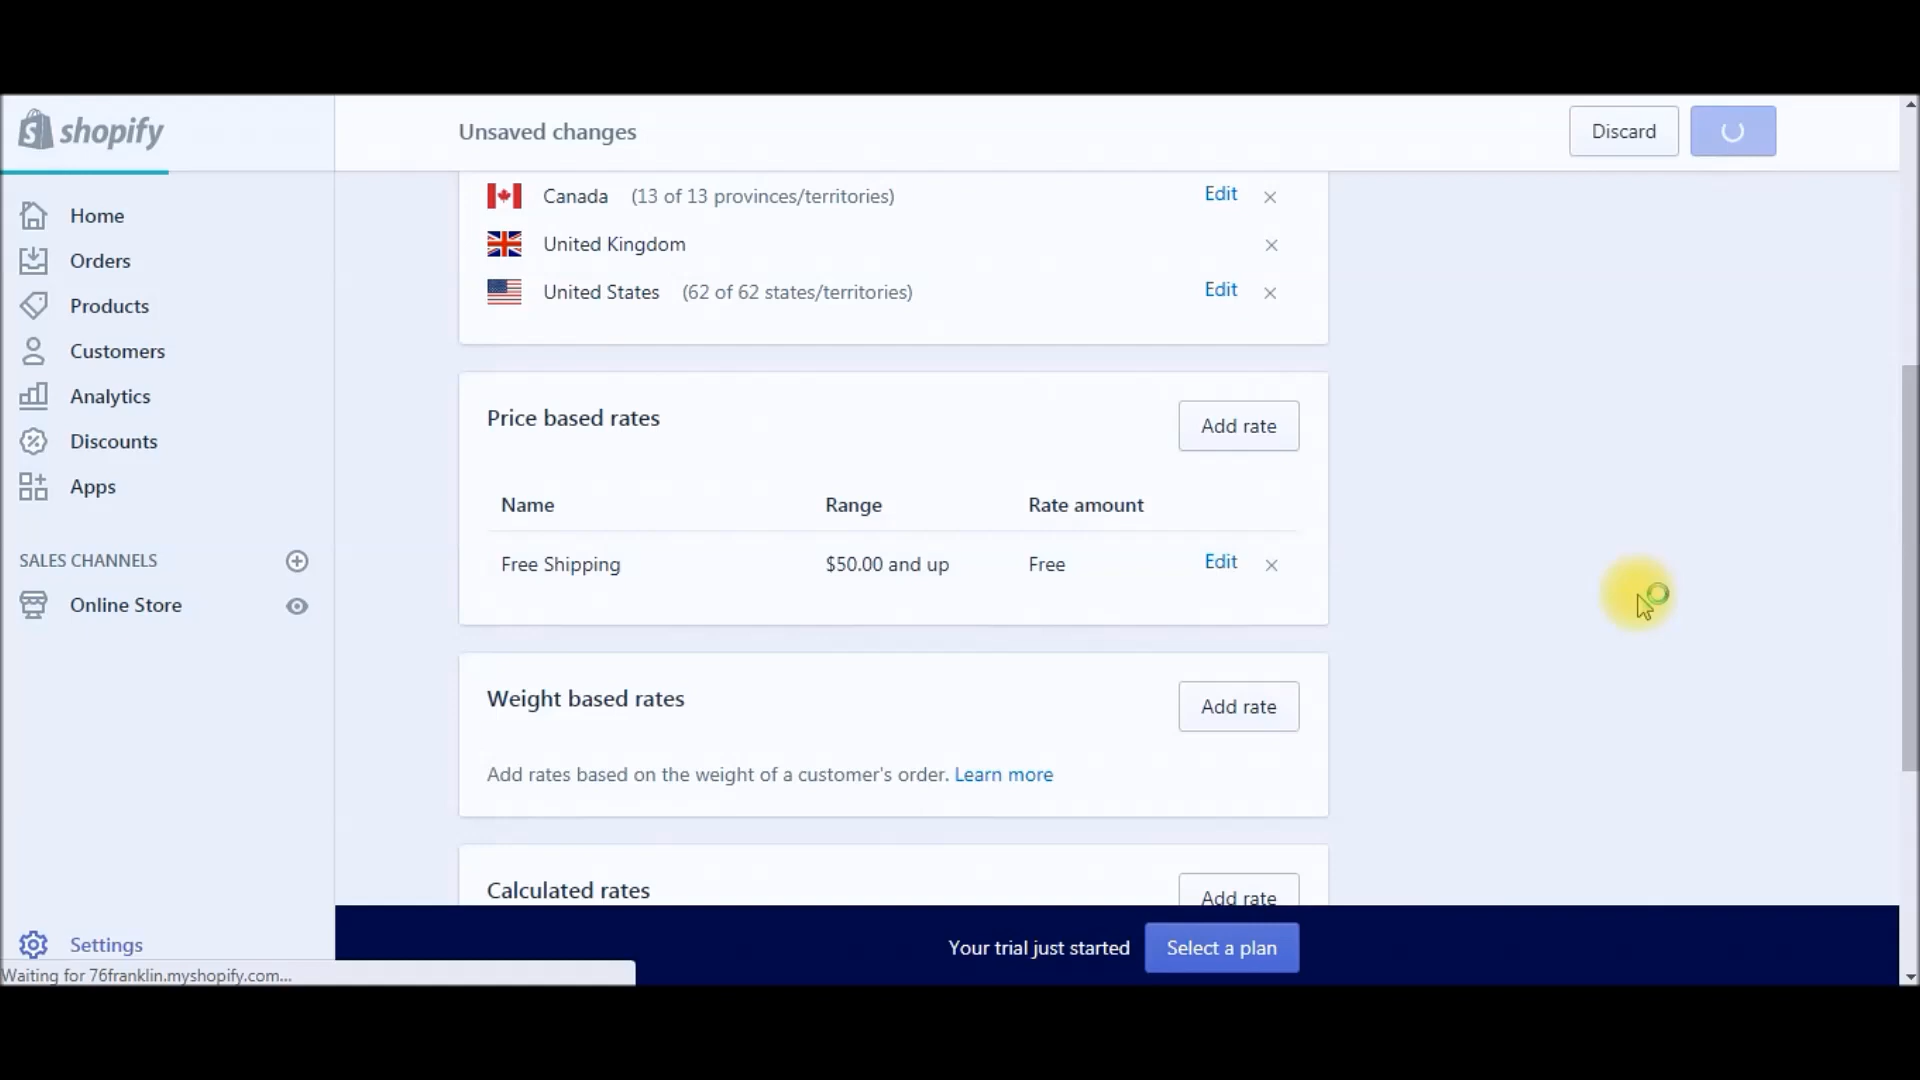 shopify
Unsaved changes
Discard
Home
Orders
Products
Customers
Analytics
Discounts
Apps
SALES CHANNELS
Online Store
Settings
Waiting for 76franklin.myshopify.com...
Canada (13 of 13 provinces/territories) Edit
United Kingdom
United States (62 of 62 states/territories) Edit
Price based rates Add rate
Name Range Rate amount
Free Shipping $50.00 and up Free Edit
Weight based rates Add rate
Add rates based on the weight of a customer's order. Learn more
Calculated rates Add rate
Your trial just started Select a plan